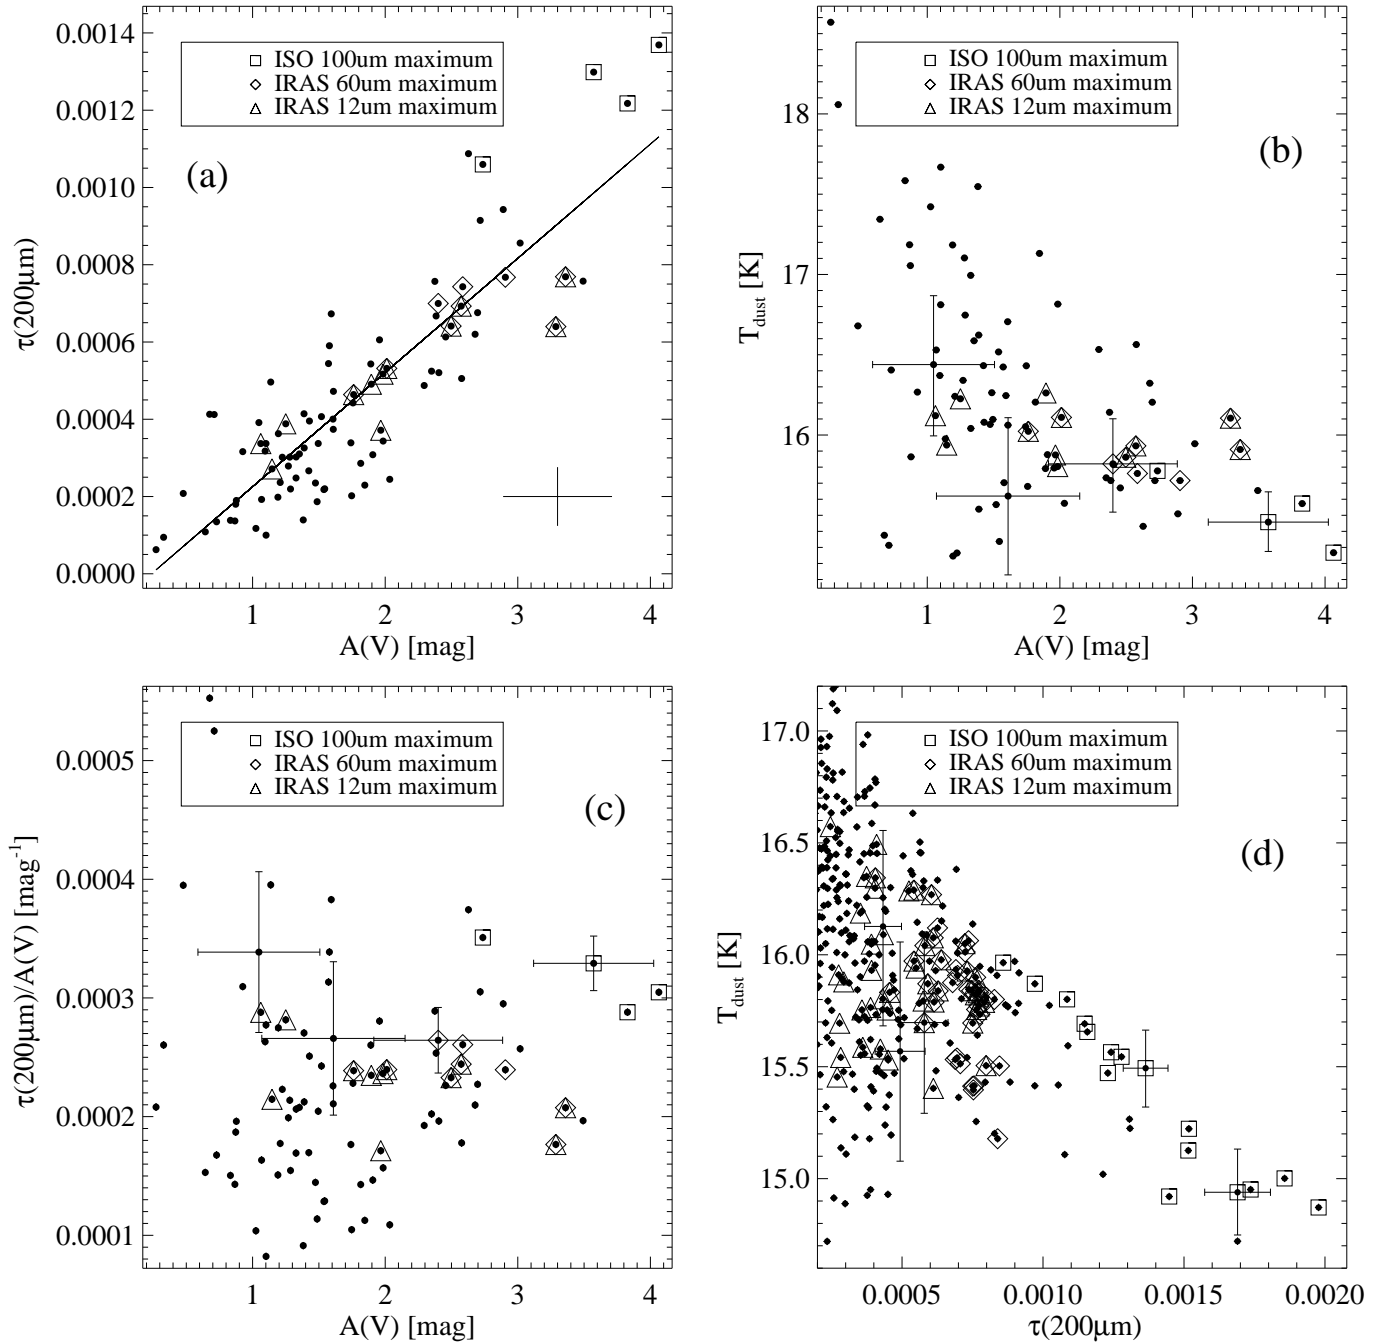 0.0014
0.0012
0.0010
0.0008
0.0006
0.0004
0.0002
0.0000
τ(200μm)
ISO 100um maximum
IRAS 60um maximum
IRAS 12um maximum
(a)
1 2 3 4
A(V) [mag]
18
17
16
T_dust [K]
ISO 100um maximum
IRAS 60um maximum
IRAS 12um maximum
(b)
1 2 3 4
A(V) [mag]
0.0005
0.0004
0.0003
0.0002
0.0001
τ(200μm)/A(V) [mag⁻¹]
ISO 100um maximum
IRAS 60um maximum
IRAS 12um maximum
(c)
1 2 3 4
A(V) [mag]
17.0
16.5
16.0
15.5
15.0
T_dust [K]
ISO 100um maximum
IRAS 60um maximum
IRAS 12um maximum
(d)
0.0005 0.0010 0.0015 0.0020
τ(200μm)